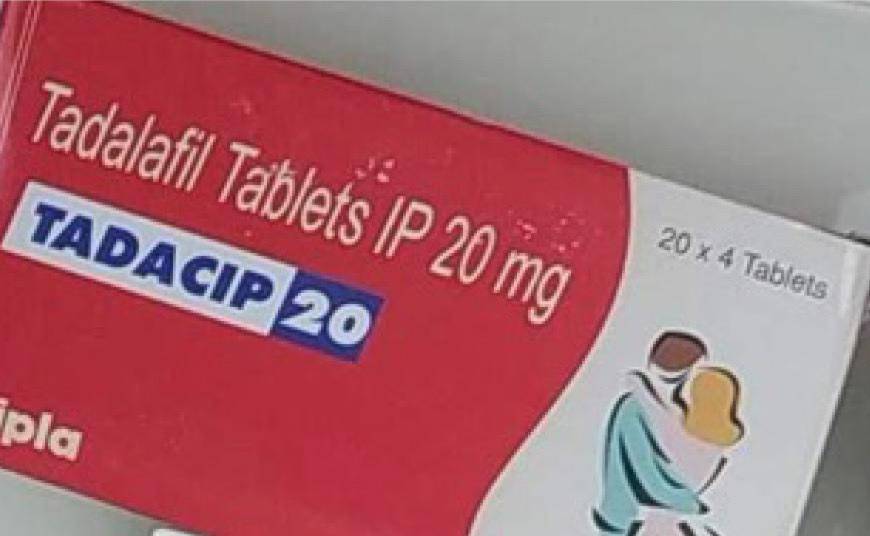 Tadalafil Tablets IP 20 mg
TADACIP 20
20 x 4 Tablets
ipla